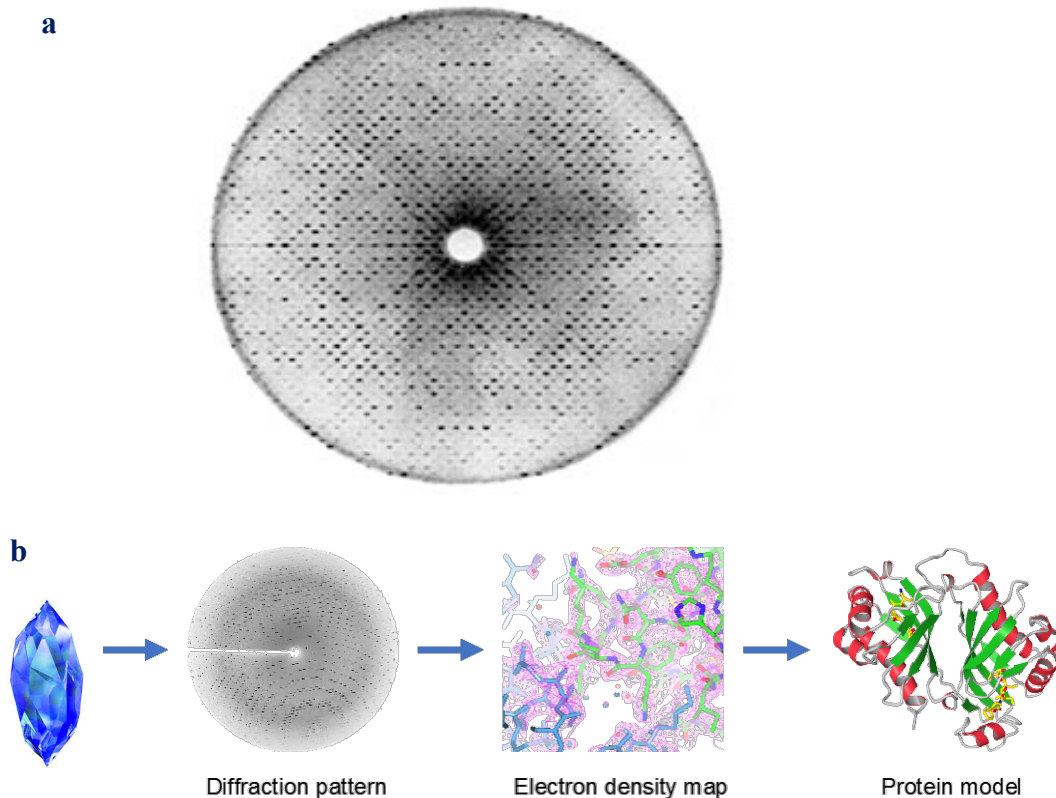 a
b
Diffraction pattern
Electron density map
Protein model